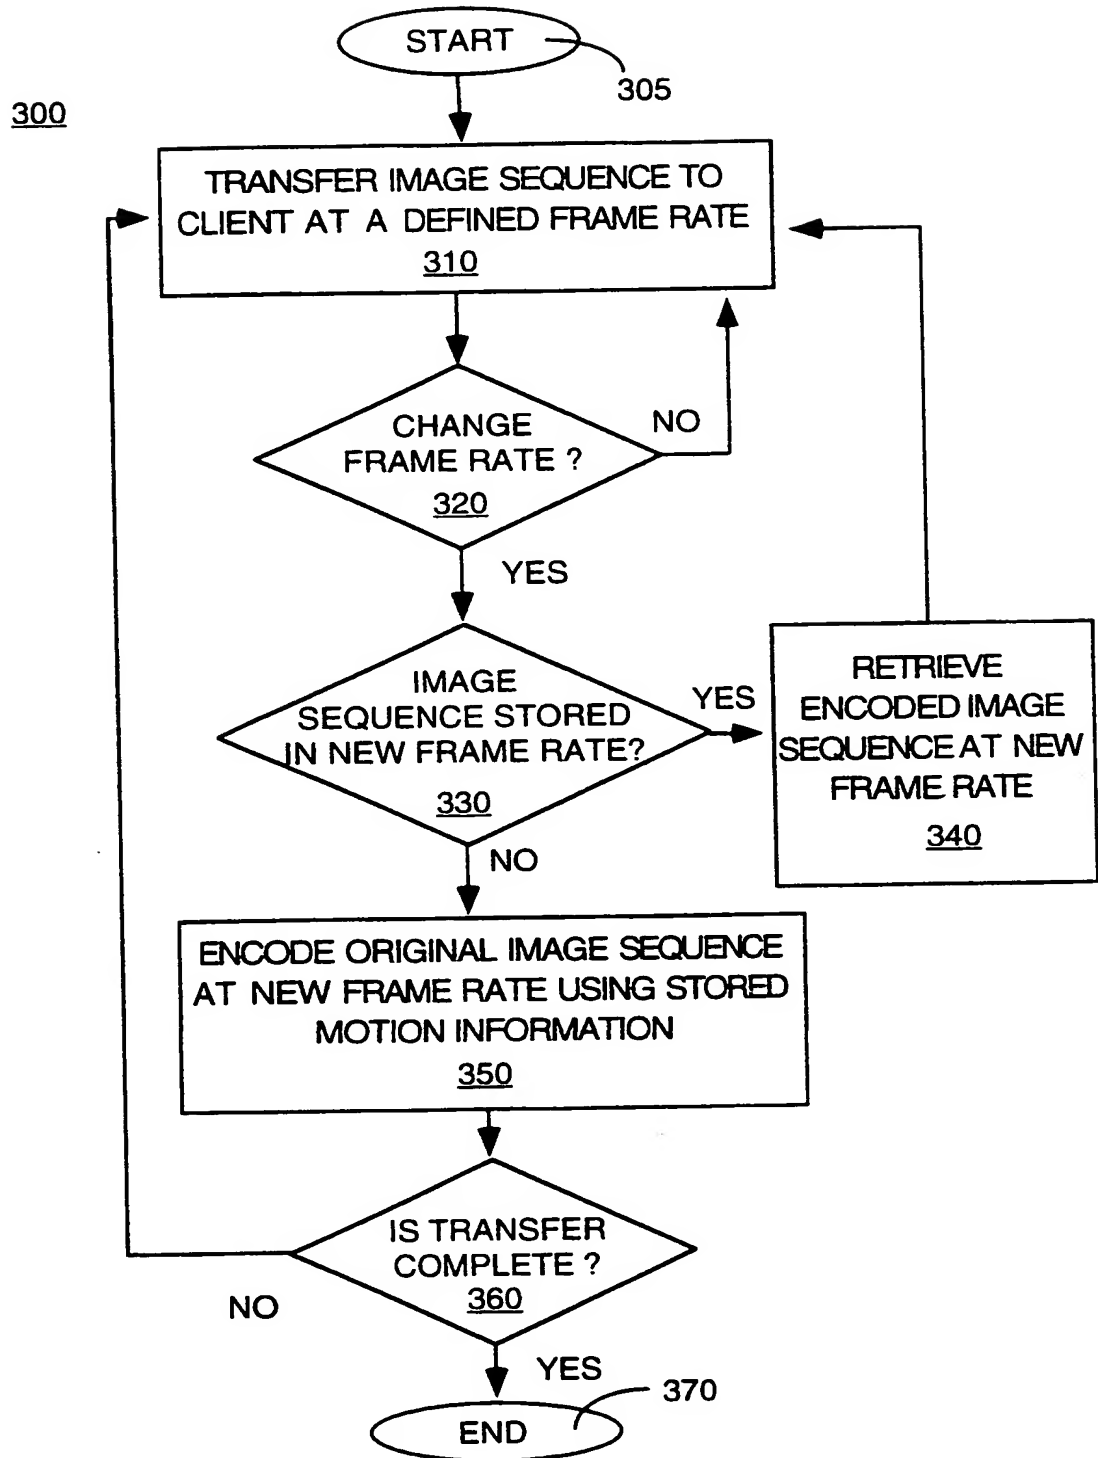 START
305
300
TRANSFER IMAGE SEQUENCE TO
CLIENT AT A DEFINED FRAME RATE
310
CHANGE
FRAME RATE ?
320
NO
YES
IMAGE
SEQUENCE STORED
IN NEW FRAME RATE?
330
YES
RETRIEVE
ENCODED IMAGE
SEQUENCE AT NEW
FRAME RATE
340
NO
ENCODE ORIGINAL IMAGE SEQUENCE
AT NEW FRAME RATE USING STORED
MOTION INFORMATION
350
IS TRANSFER
COMPLETE ?
360
NO
YES
370
END